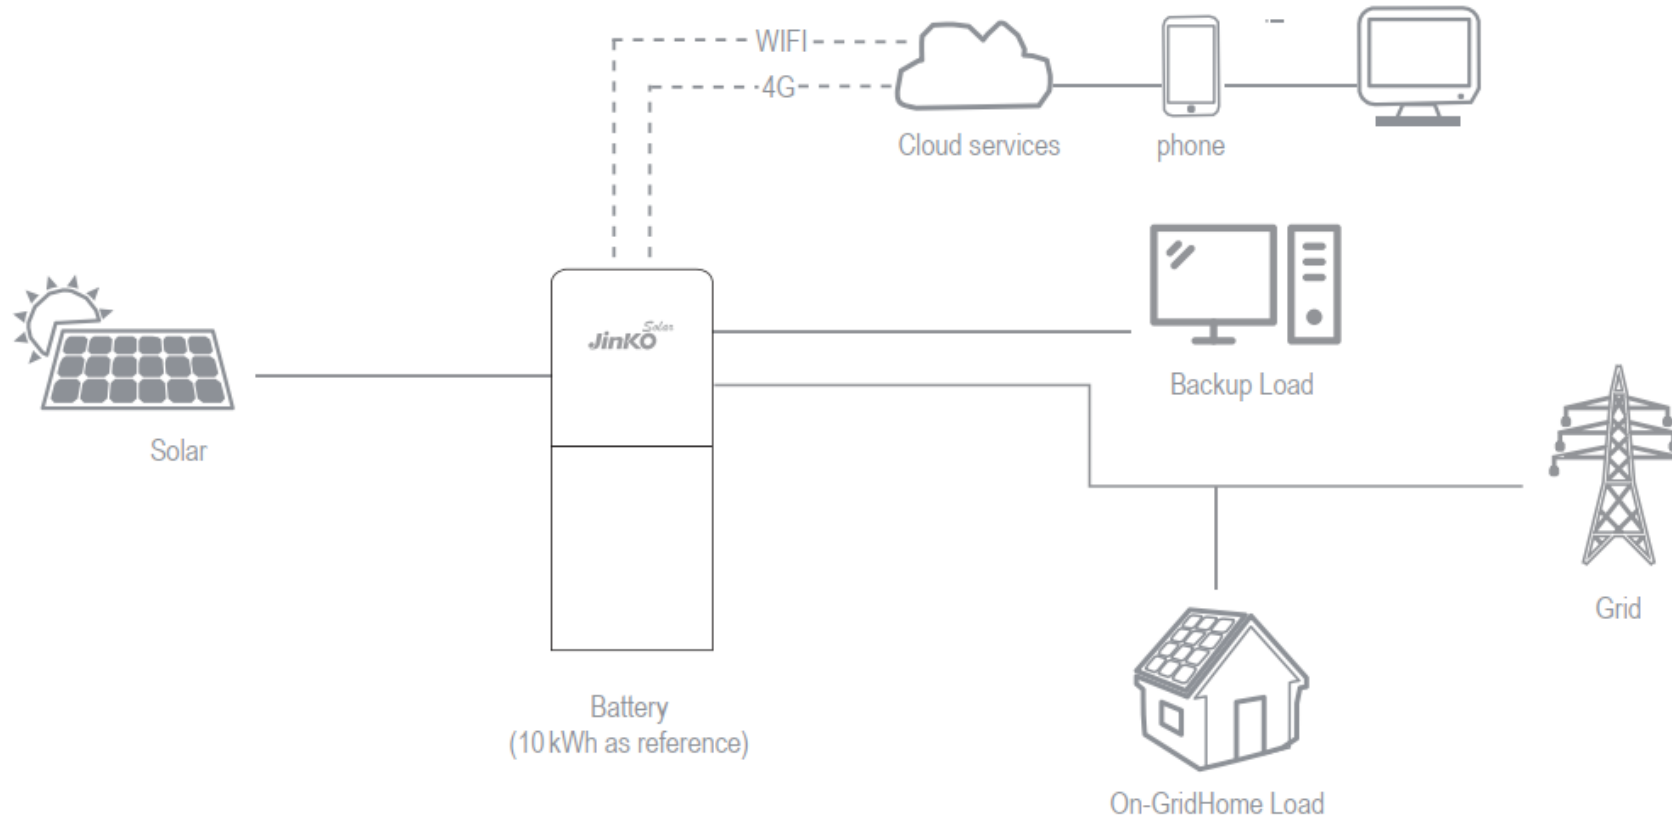 WIFI
4G
Cloud services
phone
Solar
JinKO
Backup Load
Solar
Grid
Battery
(10 kWh as reference)
On-GridHome Load